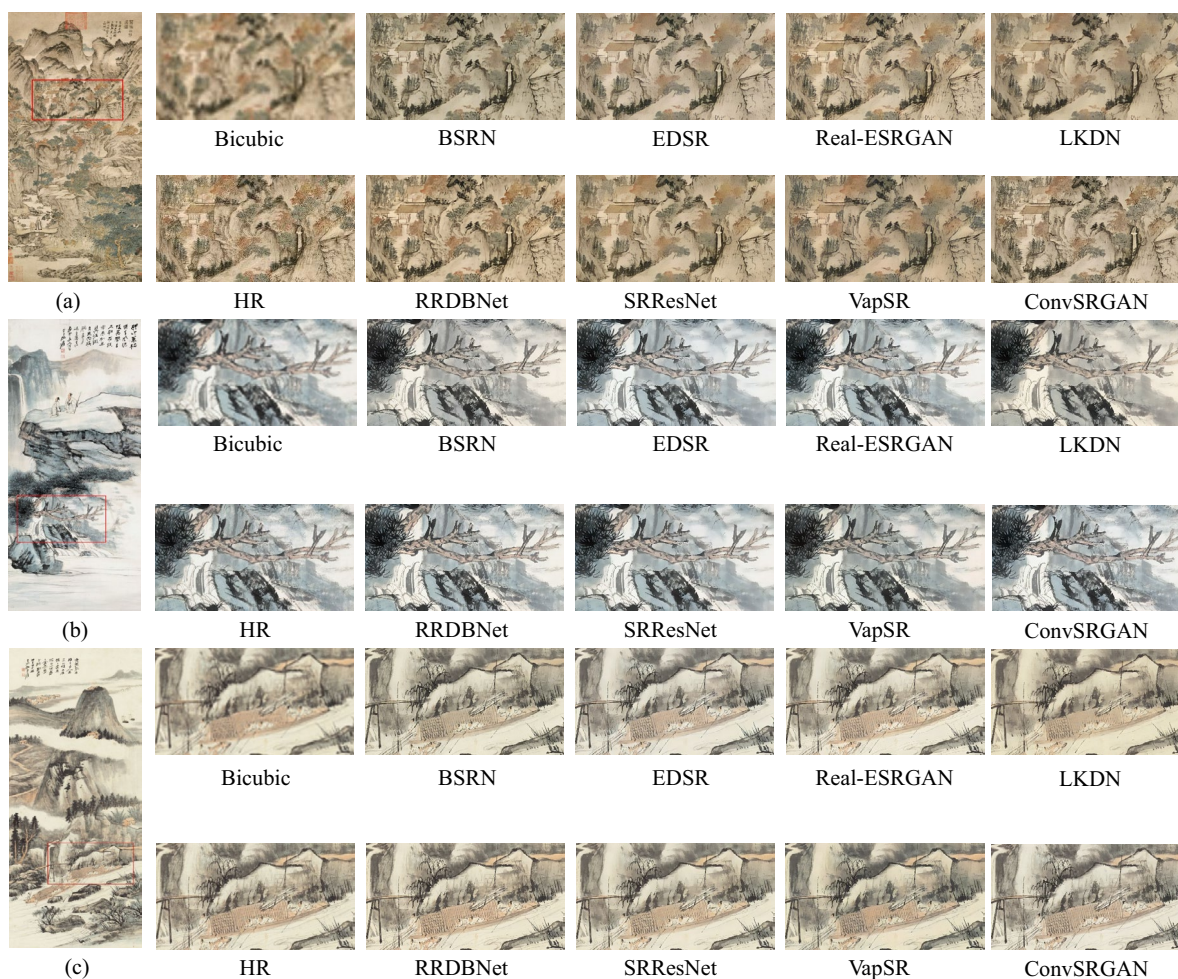 Bicubic BSRN EDSR Real-ESRGAN LKDN
(a) HR RRDBNet SRResNet VapSR ConvSRGAN
Bicubic BSRN EDSR Real-ESRGAN LKDN
(b) HR RRDBNet SRResNet VapSR ConvSRGAN
Bicubic BSRN EDSR Real-ESRGAN LKDN
(c) HR RRDBNet SRResNet VapSR ConvSRGAN